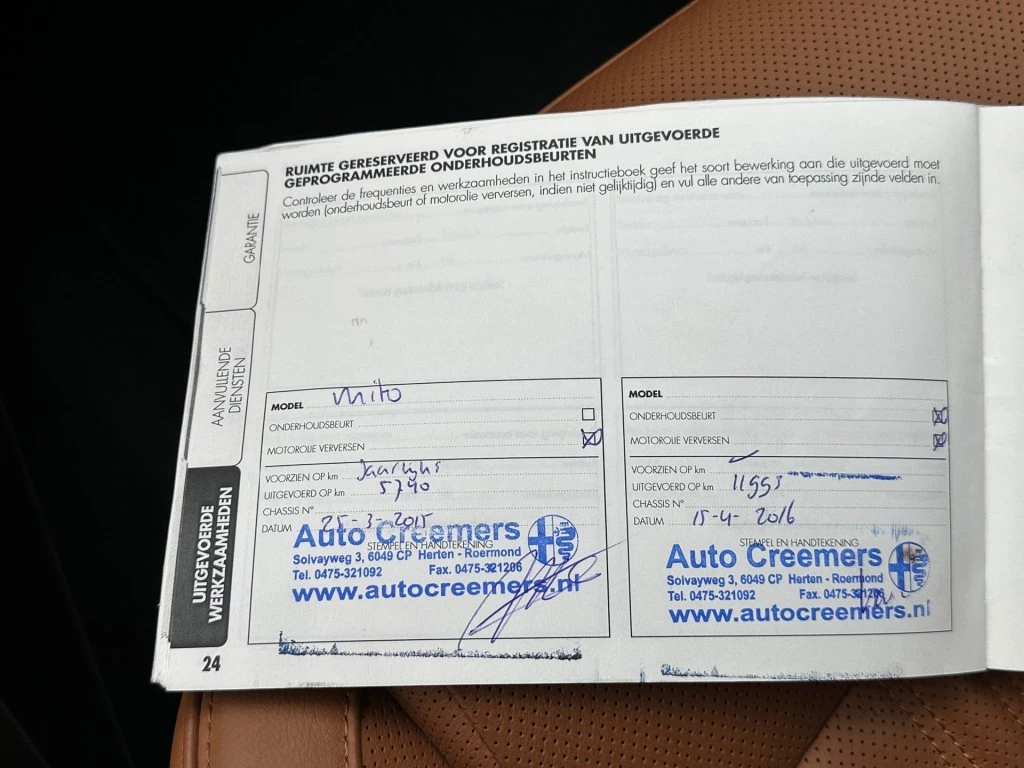 RUIMTE GERESERVEERD VOOR REGISTRATIE VAN UITGEVOERDE
GEPROGRAMMEERDE ONDERHOUDSBEURTEN
Controleer de frequenties en werkzaamheden in het instructieboek geef het soort bewerking aan die uitgevoerd moet
worden (onderhoudsbeurt of motorolie verversen, indien niet gelijktijdig) en vul alle andere van toepassing zijnde velden in.
GARANTIE
AANVULLENDE
DIENSTEN
UITGEVOERDE
WERKZAAMHEDEN
MODEL Mito
ONDERHOUDSBEURT
MOTOROLIE VERVERSEN
VOORZIEN OP km Jaarlijks
UITGEVOERD OP km 5790
CHASSIS N°
DATUM 25-3-2015
STEMPEL EN HANDTEKENING
Auto Creemers
Solvayweg 3, 6049 CP Herten - Roermond
Tel. 0475-321092 Fax. 0475-321206
www.autocreemers.nl
MODEL
ONDERHOUDSBEURT
MOTOROLIE VERVERSEN
VOORZIEN OP km
UITGEVOERD OP km 11993
CHASSIS N°
DATUM 15-4-2016
STEMPEL EN HANDTEKENING
Auto Creemers
Solvayweg 3, 6049 CP Herten - Roermond
Tel. 0475-321092 Fax. 0475-321206
www.autocreemers.nl
24